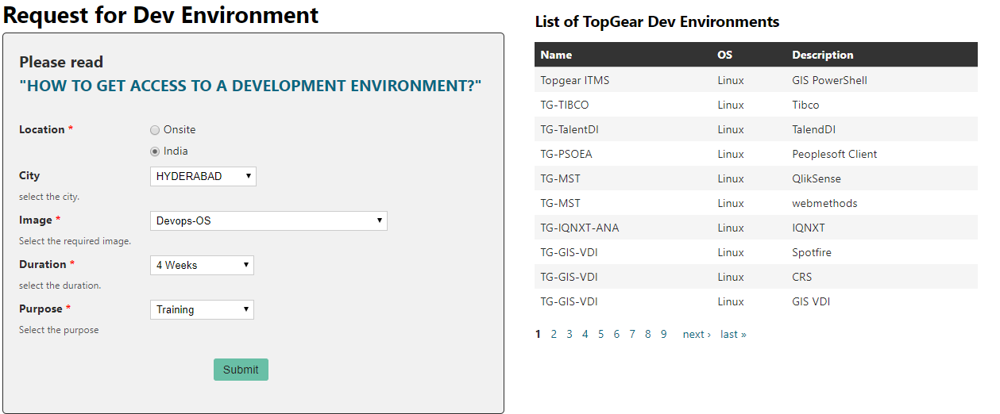 Request for Dev Environment
Please read
"HOW TO GET ACCESS TO A DEVELOPMENT ENVIRONMENT?"
Location *
Onsite
India
City
HYDERABAD
select the city.
Image *
Devops-OS
Select the required image.
Duration *
4 Weeks
select the duration.
Purpose *
Training
Select the purpose
Submit
List of TopGear Dev Environments
Name OS Description
Topgear ITMS Linux GIS PowerShell
TG-TIBCO Linux Tibco
TG-TalentDI Linux TalendDI
TG-PSOEA Linux Peoplesoft Client
TG-MST Linux QlikSense
TG-MST Linux webmethods
TG-IQNXT-ANA Linux IQNXT
TG-GIS-VDI Linux Spotfire
TG-GIS-VDI Linux CRS
TG-GIS-VDI Linux GIS VDI
1 2 3 4 5 6 7 8 9 next › last »